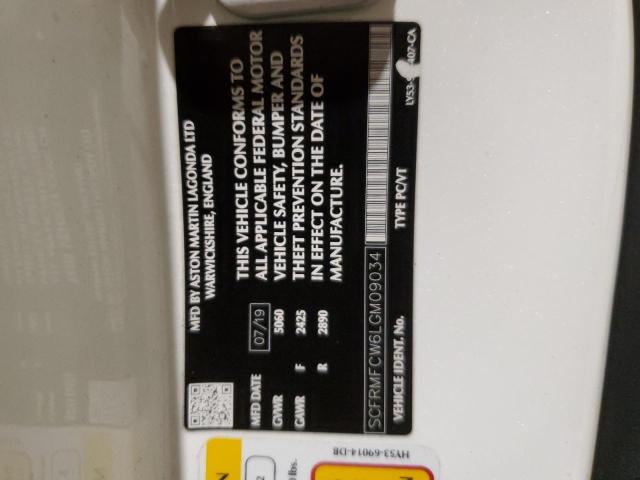 MFD BY ASTON MARTIN LAGONDA LTD
WARWICKSHIRE, ENGLAND
MFD DATE 07/19
GVWR 5060
GAWR F 2425
R 2890
THIS VEHICLE CONFORMS TO
ALL APPLICABLE FEDERAL MOTOR
VEHICLE SAFETY, BUMPER AND
THEFT PREVENTION STANDARDS
IN EFFECT ON THE DATE OF
MANUFACTURE.
SCFRMFCW6LGM09034
VEHICLE IDENT. No. TYPE PC/VT
HY53-69014-DB
lbs.